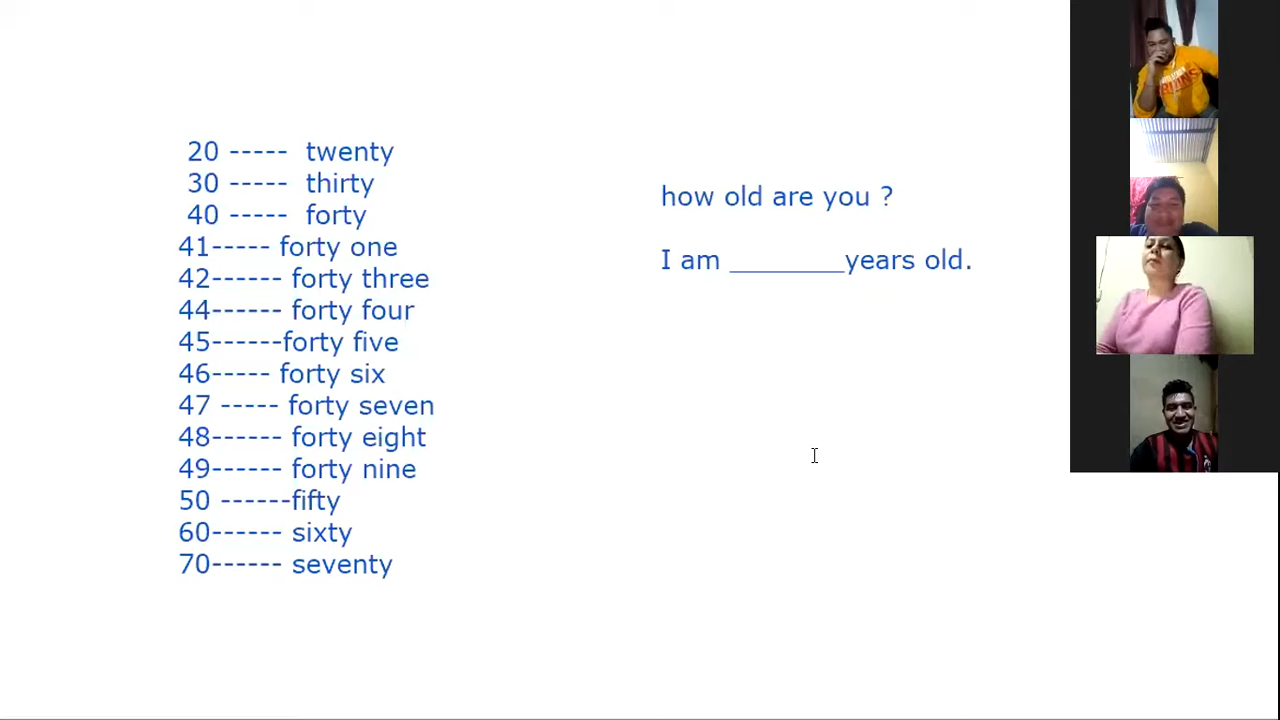 20 ----- twenty
30 ----- thirty
40 ----- forty
41----- forty one
42------ forty three
44------ forty four
45------forty five
46----- forty six
47 ----- forty seven
48------ forty eight
49------ forty nine
50 ------fifty
60------ sixty
70------ seventy
how old are you ?
I am ________years old.